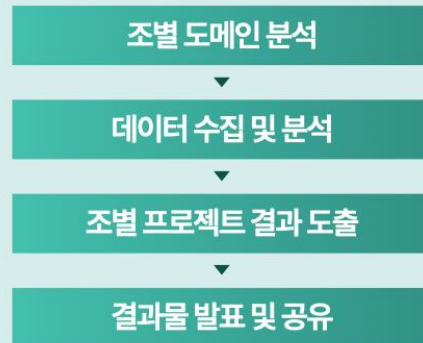 조별 도메인 분석
데이터 수집 및 분석
조별 프로젝트 결과 도출
결과물 발표 및 공유